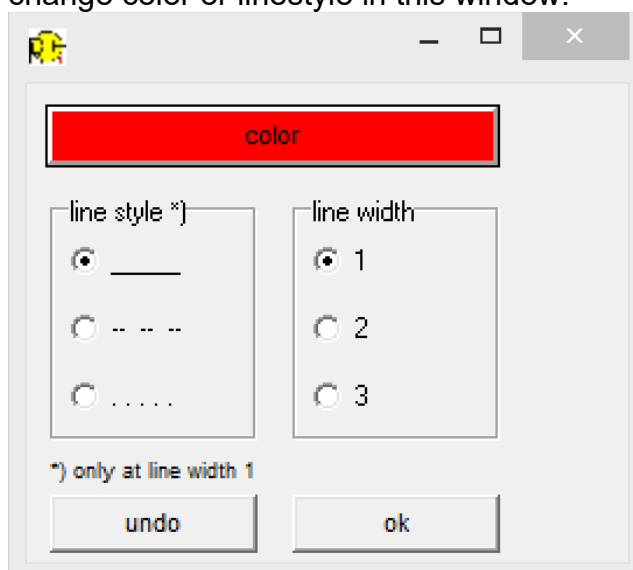 change color or linestyle in this window:
color
line style *) line width
_____ 1
-- -- -- 2
. . . . . 3
*) only at line width 1
undo ok